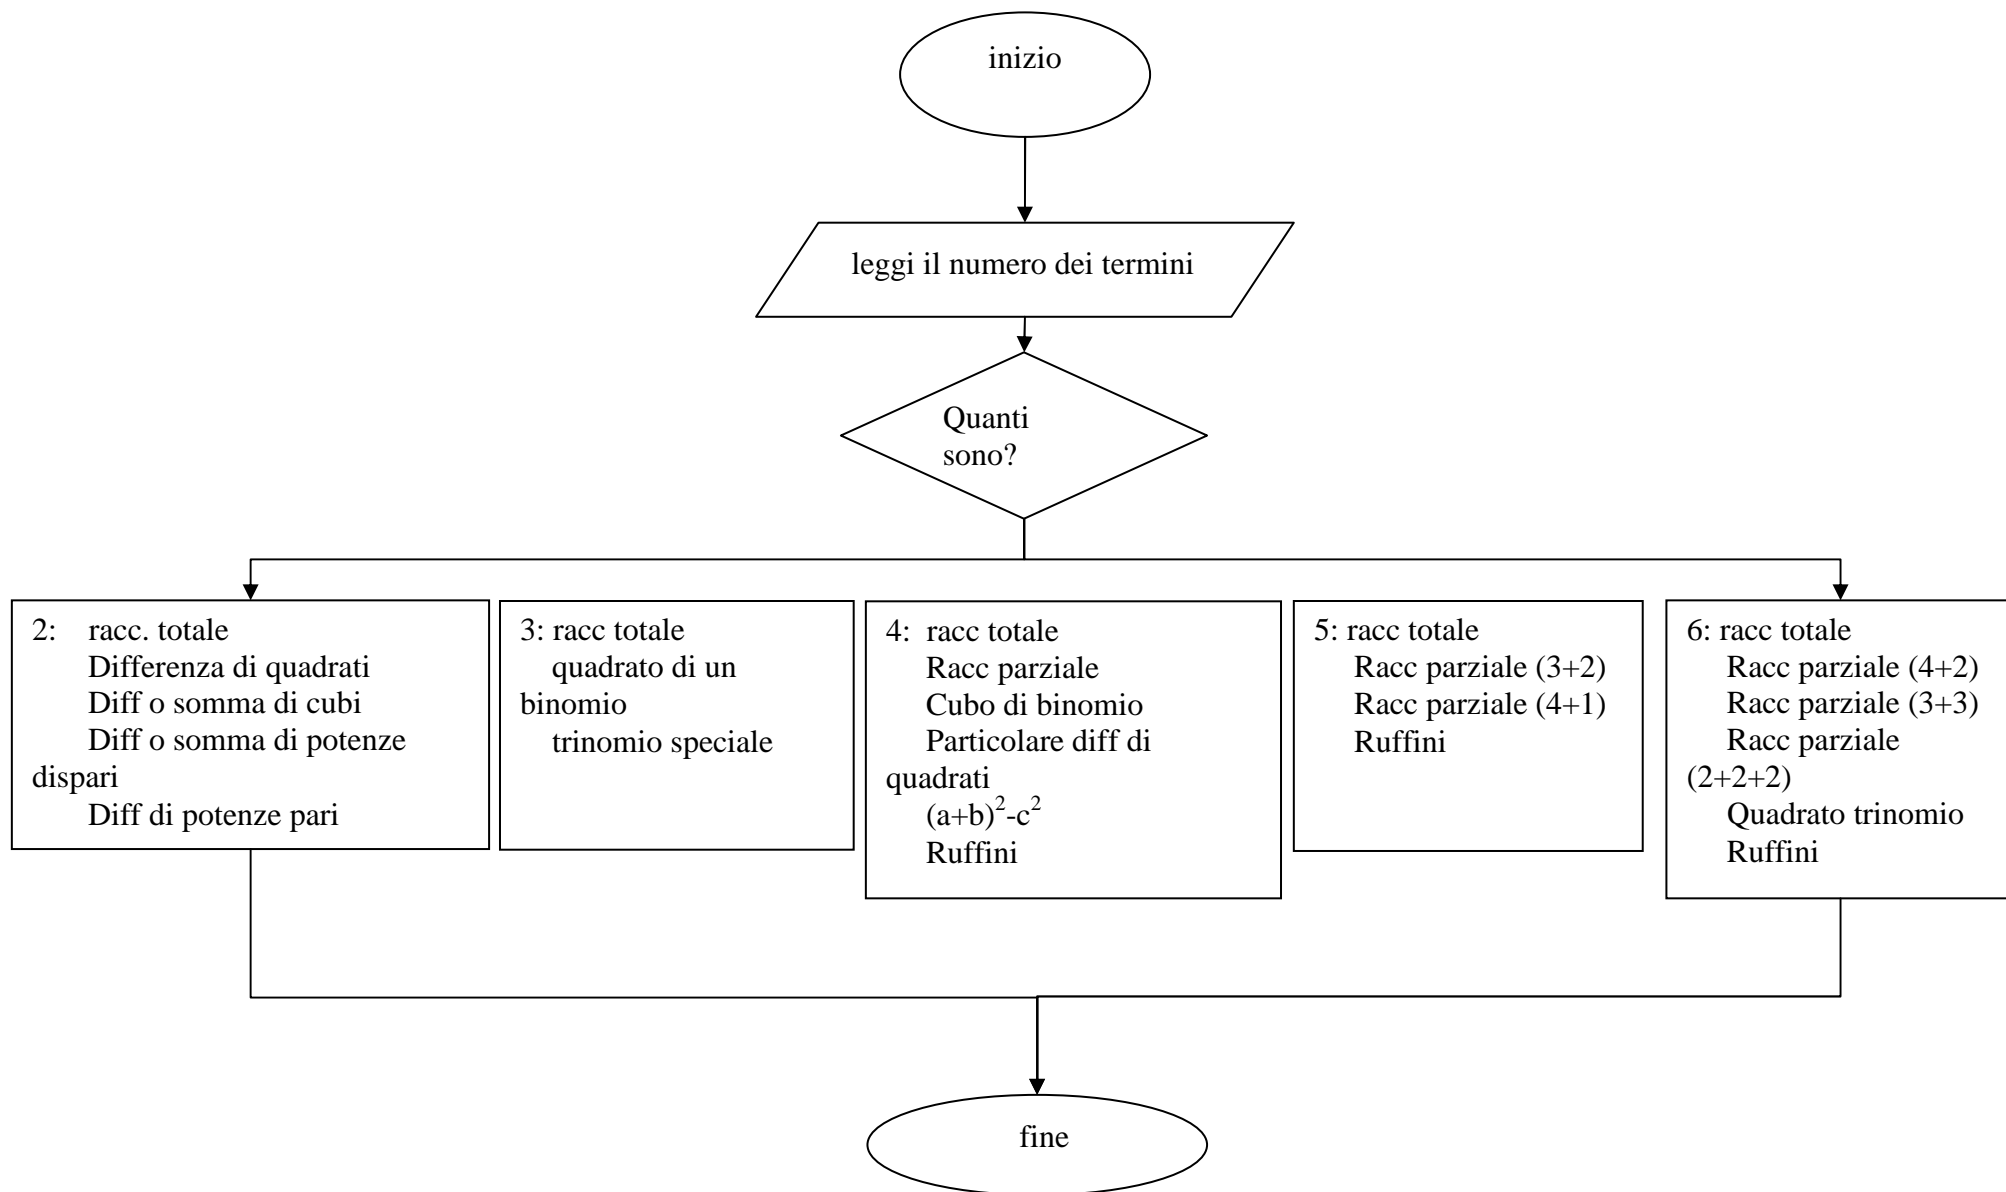 inizio
leggi il numero dei termini
Quanti
sono?
2: racc. totale
Differenza di quadrati
Diff o somma di cubi
Diff o somma di potenze
dispari
Diff di potenze pari
3: racc totale
quadrato di un
binomio
trinomio speciale
4: racc totale
Racc parziale
Cubo di binomio
Particolare diff di
quadrati
(a+b)²-c²
Ruffini
5: racc totale
Racc parziale (3+2)
Racc parziale (4+1)
Ruffini
6: racc totale
Racc parziale (4+2)
Racc parziale (3+3)
Racc parziale
(2+2+2)
Quadrato trinomio
Ruffini
fine